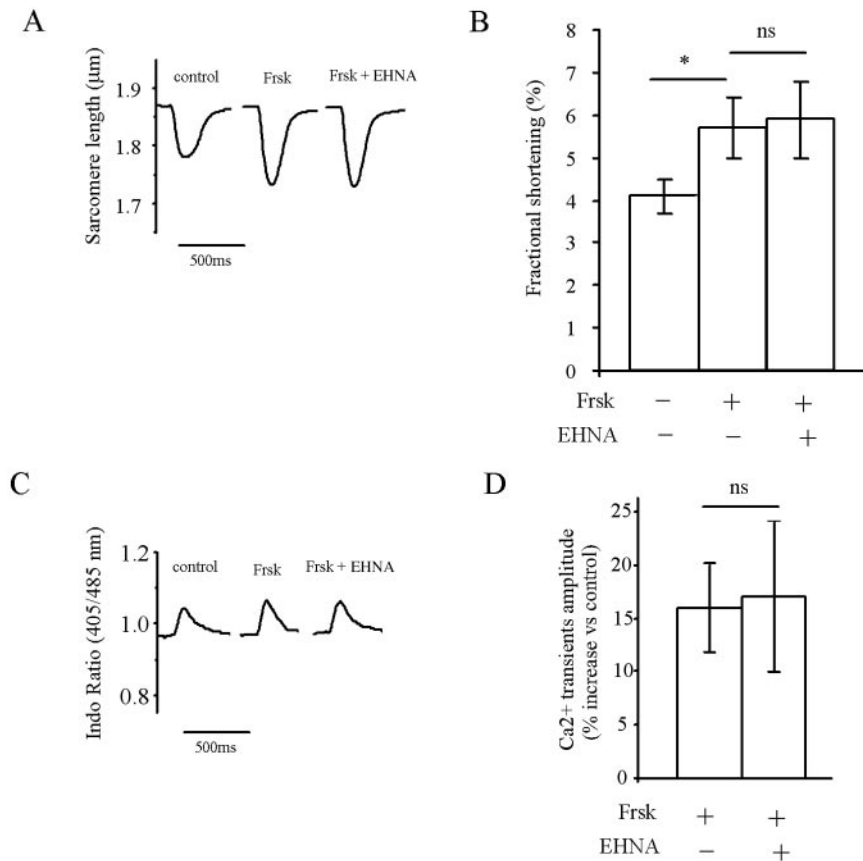 A
control
Frsk
Frsk + EHNA
Sarcomere length (μm)
1.9
1.8
1.7
500ms
B
ns
*
Fractional shortening (%)
8
7
6
5
4
3
2
1
0
Frsk − + +
EHNA − − +
C
control
Frsk
Frsk + EHNA
Indo Ratio (405/485 nm)
1.2
1.0
0.8
500ms
D
ns
Ca2+ transients amplitude
(% increase vs control)
25
20
15
10
5
0
Frsk + +
EHNA − +